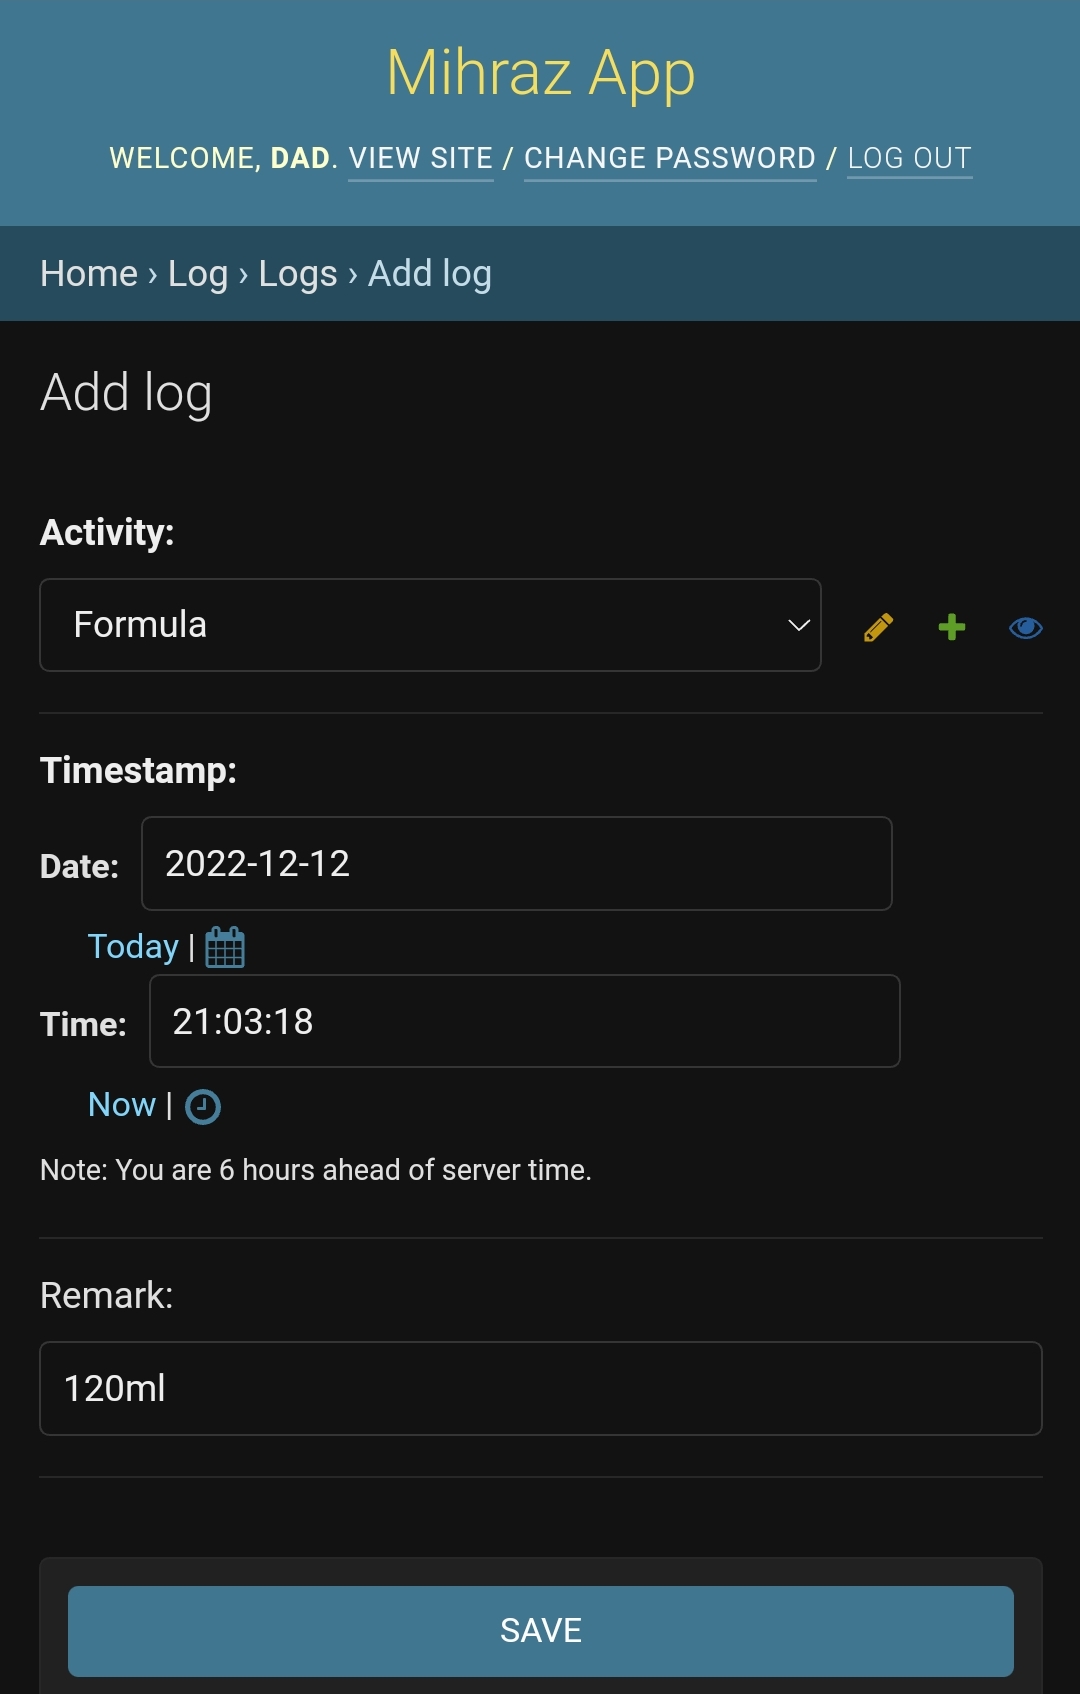 Mihraz App
WELCOME, DAD. VIEW SITE / CHANGE PASSWORD / LOG OUT
Home › Log › Logs › Add log
Add log
Activity:
Formula
Timestamp:
Date: 2022-12-12
Today |
Time: 21:03:18
Now |
Note: You are 6 hours ahead of server time.
Remark:
120ml
SAVE